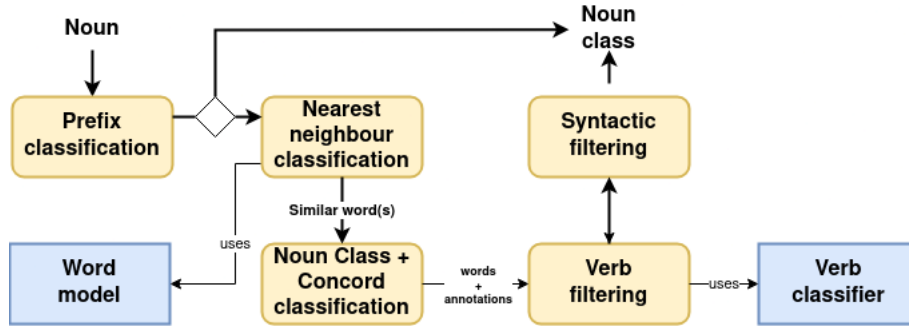 Noun
Noun
class
Prefix
classification
Nearest
neighbour
classification
Syntactic
filtering
Similar word(s)
uses
Word
model
Noun Class +
Concord
classification
words
+
annotations
Verb
filtering
uses
Verb
classifier